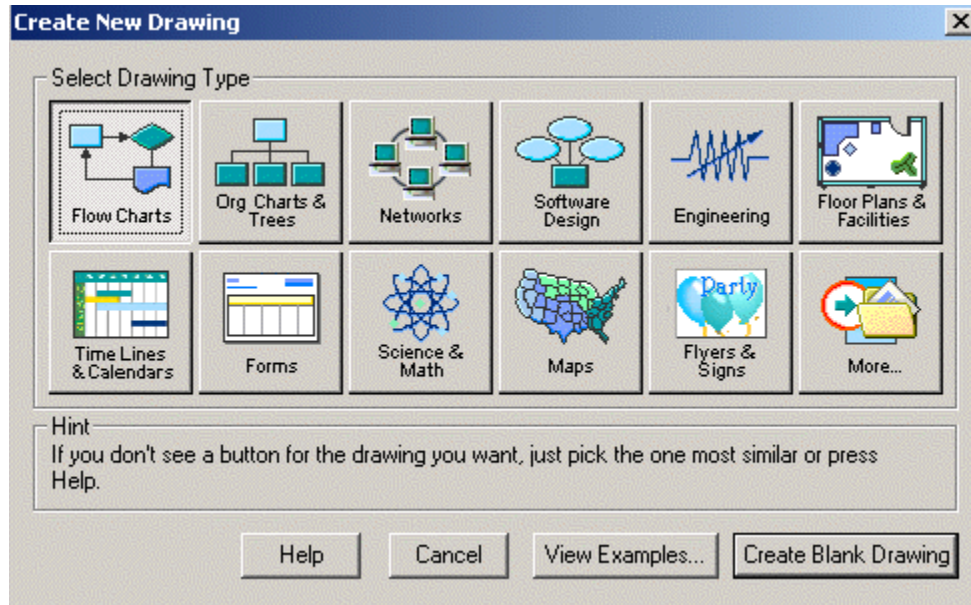 Create New Drawing
Select Drawing Type
Flow Charts
Org Charts &
Trees
Networks
Software
Design
Engineering
Floor Plans &
Facilities
Time Lines
& Calendars
Forms
Science &
Math
Maps
Party
Flyers &
Signs
More...
Hint
If you don't see a button for the drawing you want, just pick the one most similar or press
Help.
Help
Cancel
View Examples...
Create Blank Drawing